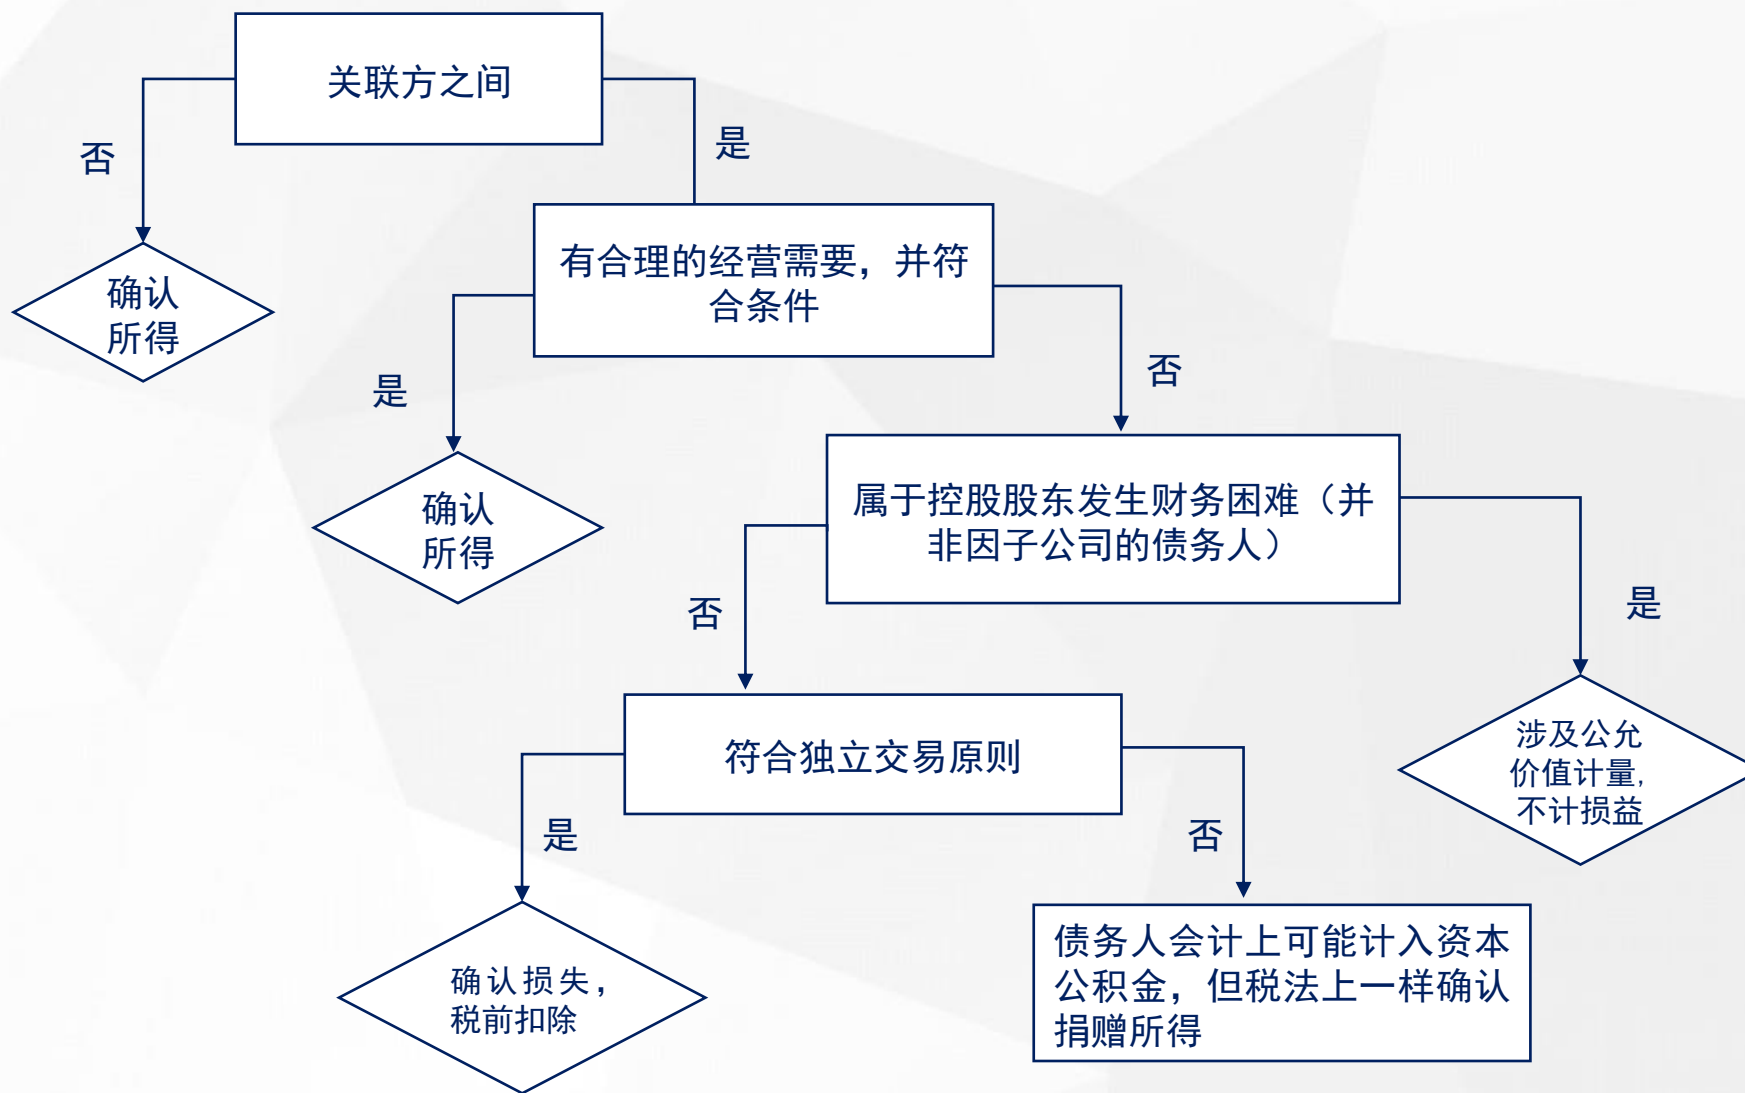 关联方之间
否
是
确认
所得
有合理的经营需要，并符
合条件
是
否
确认
所得
属于控股股东发生财务困难（并
非因子公司的债务人）
否
是
符合独立交易原则
涉及公允
价值计量，
不计损益
是
否
确认损失，
税前扣除
债务人会计上可能计入资本
公积金，但税法上一样确认
捐赠所得